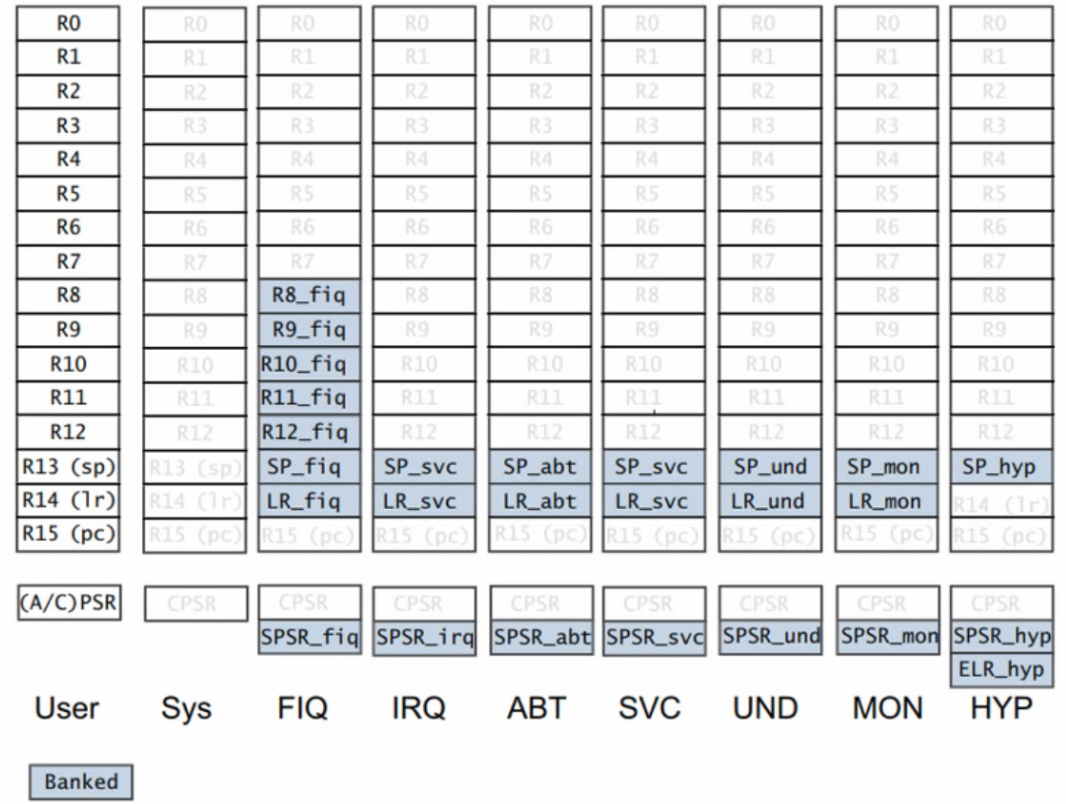 R0 R0 R0 R0 R0 R0 R0 R0 R0
R1 R1 R1 R1 R1 R1 R1 R1 R1
R2 R2 R2 R2 R2 R2 R2 R2 R2
R3 R3 R3 R3 R3 R3 R3 R3 R3
R4 R4 R4 R4 R4 R4 R4 R4 R4
R5 R5 R5 R5 R5 R5 R5 R5 R5
R6 R6 R6 R6 R6 R6 R6 R6 R6
R7 R7 R7 R7 R7 R7 R7 R7 R7
R8 R8 R8_fiq R8 R8 R8 R8 R8 R8
R9 R9 R9_fiq R9 R9 R9 R9 R9 R9
R10 R10 R10_fiq R10 R10 R10 R10 R10 R10
R11 R11 R11_fiq R11 R11 R11 R11 R11 R11
R12 R12 R12_fiq R12 R12 R12 R12 R12 R12
R13 (sp) R13 (sp) SP_fiq SP_svc SP_abt SP_svc SP_und SP_mon SP_hyp
R14 (lr) R14 (lr) LR_fiq LR_svc LR_abt LR_svc LR_und LR_mon R14 (lr)
R15 (pc) R15 (pc) R15 (pc) R15 (pc) R15 (pc) R15 (pc) R15 (pc) R15 (pc) R15 (pc)
(A/C)PSR CPSR CPSR CPSR CPSR CPSR CPSR CPSR CPSR
SPSR_fiq SPSR_irq SPSR_abt SPSR_svc SPSR_und SPSR_mon SPSR_hyp
ELR_hyp
User Sys FIQ IRQ ABT SVC UND MON HYP
Banked